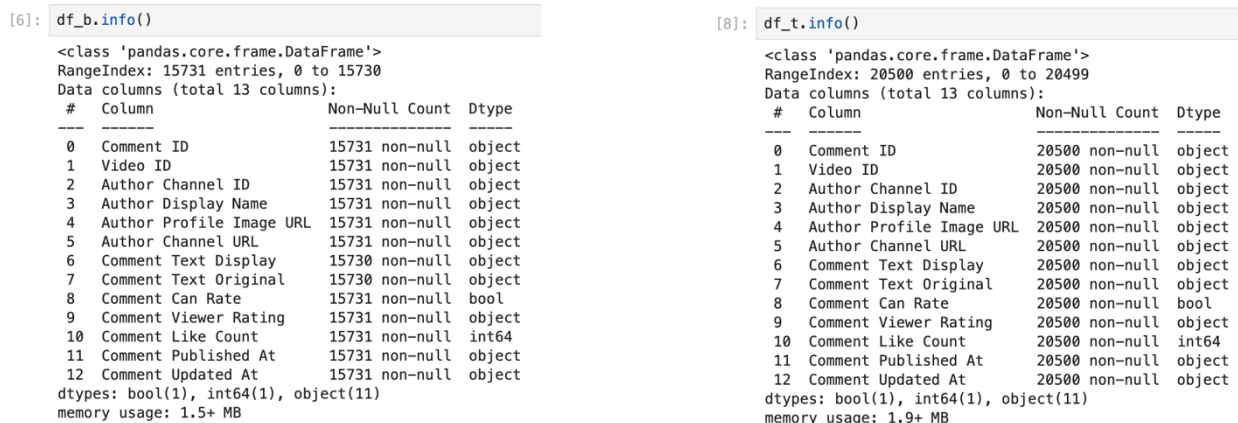 [6]: df_b.info()
<class 'pandas.core.frame.DataFrame'>
RangeIndex: 15731 entries, 0 to 15730
Data columns (total 13 columns):
#   Column                    Non-Null Count  Dtype
---  ------                    --------------  -----
0   Comment ID                15731 non-null  object
1   Video ID                  15731 non-null  object
2   Author Channel ID         15731 non-null  object
3   Author Display Name       15731 non-null  object
4   Author Profile Image URL  15731 non-null  object
5   Author Channel URL        15731 non-null  object
6   Comment Text Display      15730 non-null  object
7   Comment Text Original     15730 non-null  object
8   Comment Can Rate          15731 non-null  bool
9   Comment Viewer Rating     15731 non-null  object
10  Comment Like Count        15731 non-null  int64
11  Comment Published At      15731 non-null  object
12  Comment Updated At        15731 non-null  object
dtypes: bool(1), int64(1), object(11)
memory usage: 1.5+ MB
[8]: df_t.info()
<class 'pandas.core.frame.DataFrame'>
RangeIndex: 20500 entries, 0 to 20499
Data columns (total 13 columns):
#   Column                    Non-Null Count  Dtype
---  ------                    --------------  -----
0   Comment ID                20500 non-null  object
1   Video ID                  20500 non-null  object
2   Author Channel ID         20500 non-null  object
3   Author Display Name       20500 non-null  object
4   Author Profile Image URL  20500 non-null  object
5   Author Channel URL        20500 non-null  object
6   Comment Text Display      20500 non-null  object
7   Comment Text Original     20500 non-null  object
8   Comment Can Rate          20500 non-null  bool
9   Comment Viewer Rating     20500 non-null  object
10  Comment Like Count        20500 non-null  int64
11  Comment Published At      20500 non-null  object
12  Comment Updated At        20500 non-null  object
dtypes: bool(1), int64(1), object(11)
memory usage: 1.9+ MB